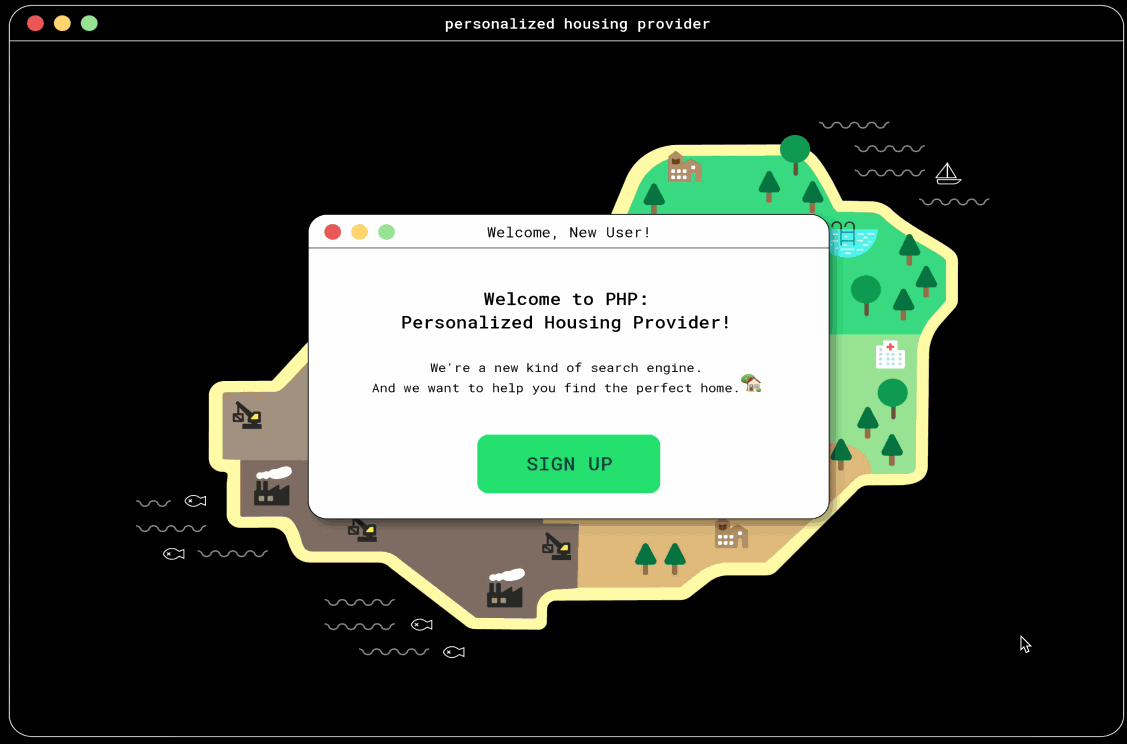 personalized housing provider
Welcome, New User!
Welcome to PHP:
Personalized Housing Provider!
We're a new kind of search engine.
And we want to help you find the perfect home.
SIGN UP